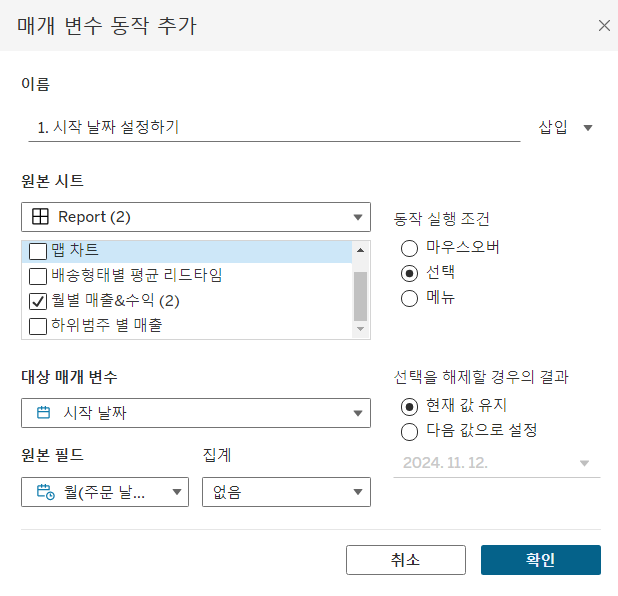 매개 변수 동작 추가
이름
1. 시작 날짜 설정하기
삽입
원본 시트
Report (2)
맵 차트
배송형태별 평균 리드타임
월별 매출&수익 (2)
하위범주 별 매출
동작 실행 조건
마우스오버
선택
메뉴
대상 매개 변수
시작 날짜
원본 필드
집계
월(주문 날...
없음
선택을 해제할 경우의 결과
현재 값 유지
다음 값으로 설정
2024. 11. 12.
취소
확인